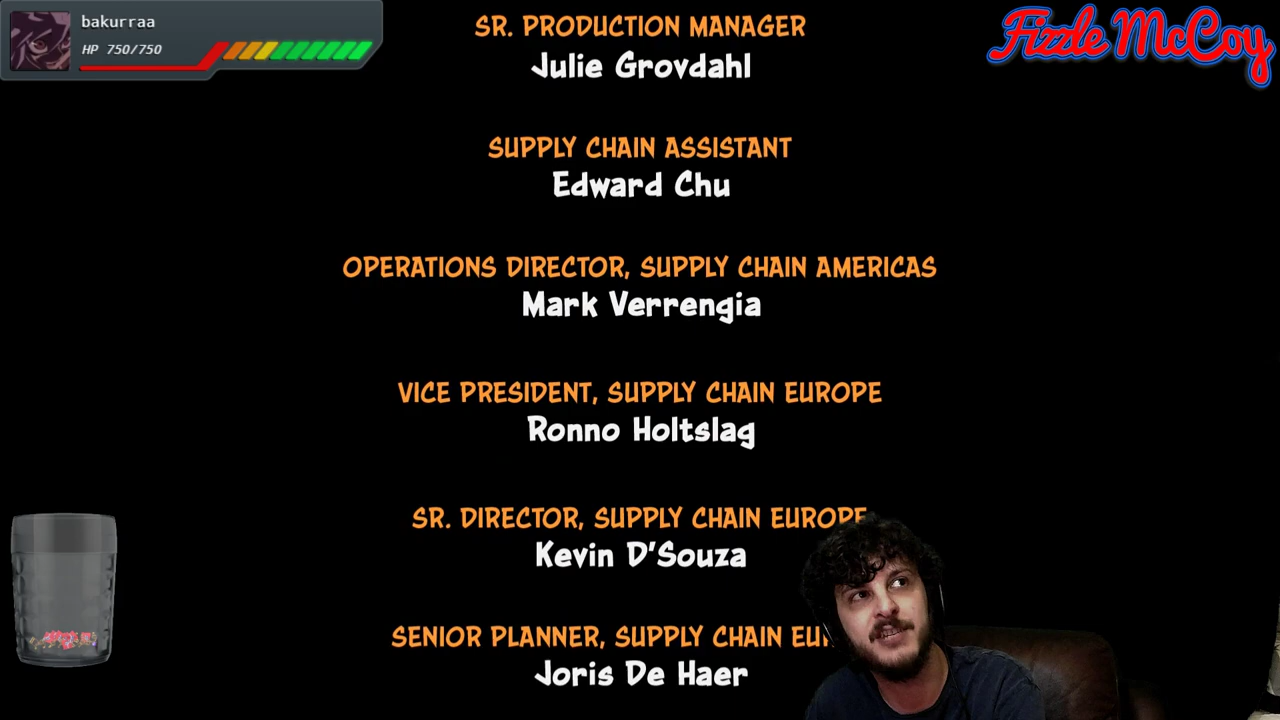 bakurraa
HP 750/750
Fizzle McCoy
SR. PRODUCTION MANAGER
Julie Grovdahl
SUPPLY CHAIN ASSISTANT
Edward Chu
OPERATIONS DIRECTOR, SUPPLY CHAIN AMERICAS
Mark Verrengia
VICE PRESIDENT, SUPPLY CHAIN EUROPE
Ronno Holtslag
SR. DIRECTOR, SUPPLY CHAIN EUROPE
Kevin D'Souza
SENIOR PLANNER, SUPPLY CHAIN EU
Joris De Haer